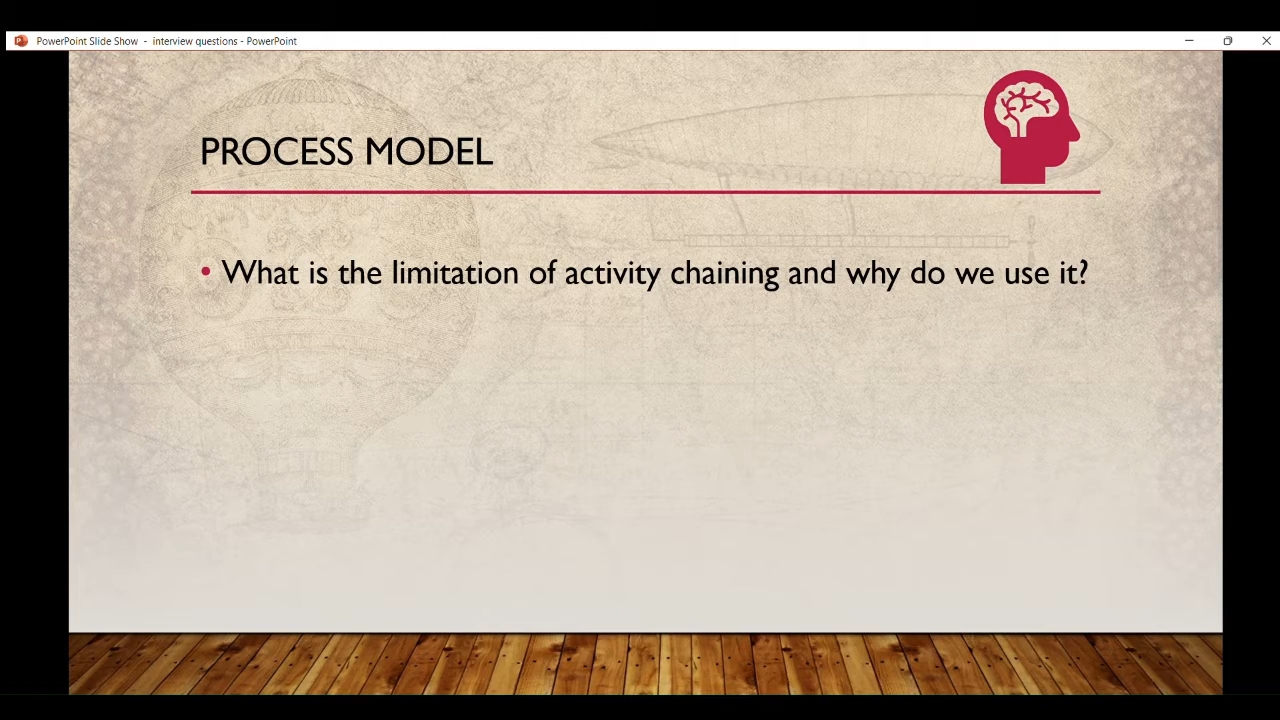 PowerPoint Slide Show - interview questions - PowerPoint
PROCESS MODEL
• What is the limitation of activity chaining and why do we use it?